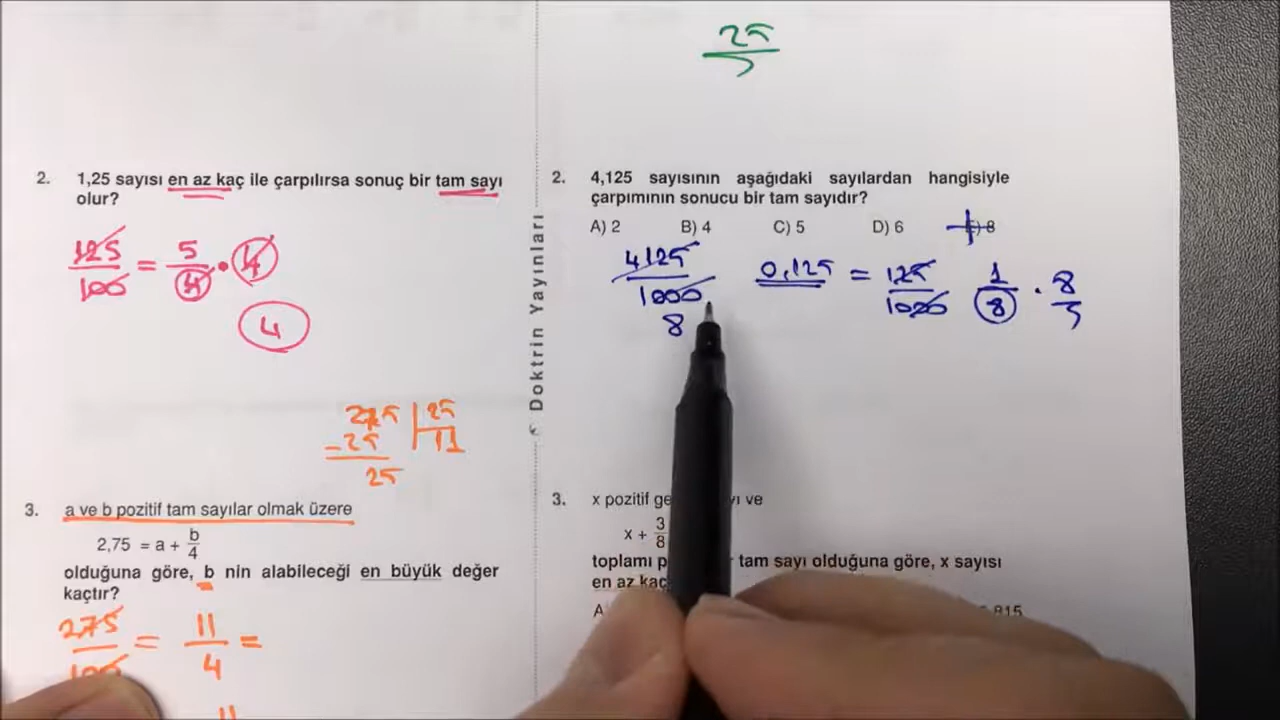 25
2. 1,25 sayısı en az kaç ile çarpılırsa sonuç bir tam sayı
olur?
125/100 = 5/4 · 4
4
275 | 25
- 25 11
25
3. a ve b pozitif tam sayılar olmak üzere
2,75 = a + b/4
olduğuna göre, b nin alabileceği en büyük değer
kaçtır?
275/100 = 11/4 =
11
Doktrin Yayınları
2. 4,125 sayısının aşağıdaki sayılardan hangisiyle
çarpımının sonucu bir tam sayıdır?
A) 2 B) 4 C) 5 D) 6 E) 8
4125/1000 0,125 = 125/1000 1/8 · 8
8
3. x pozitif ve
x + 3/8
toplamı tam sayı olduğuna göre, x sayısı
en az kaç
A 815